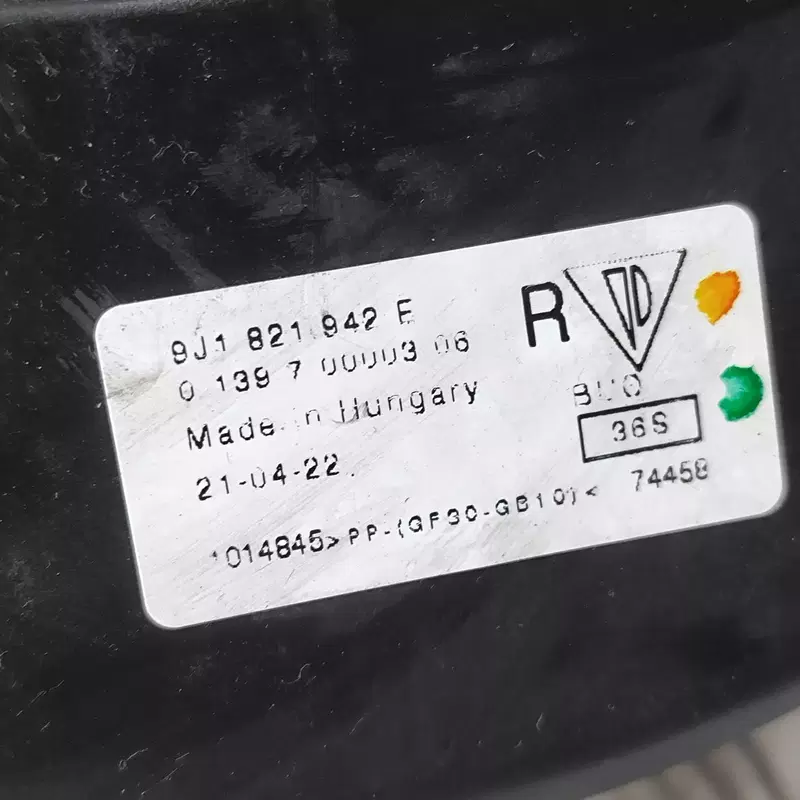 9J1 821 942 E
0 139 7 00003 06
Made in Hungary
21-04-22
R
36S
1014845> PP-(GF30-GB10)< 74458